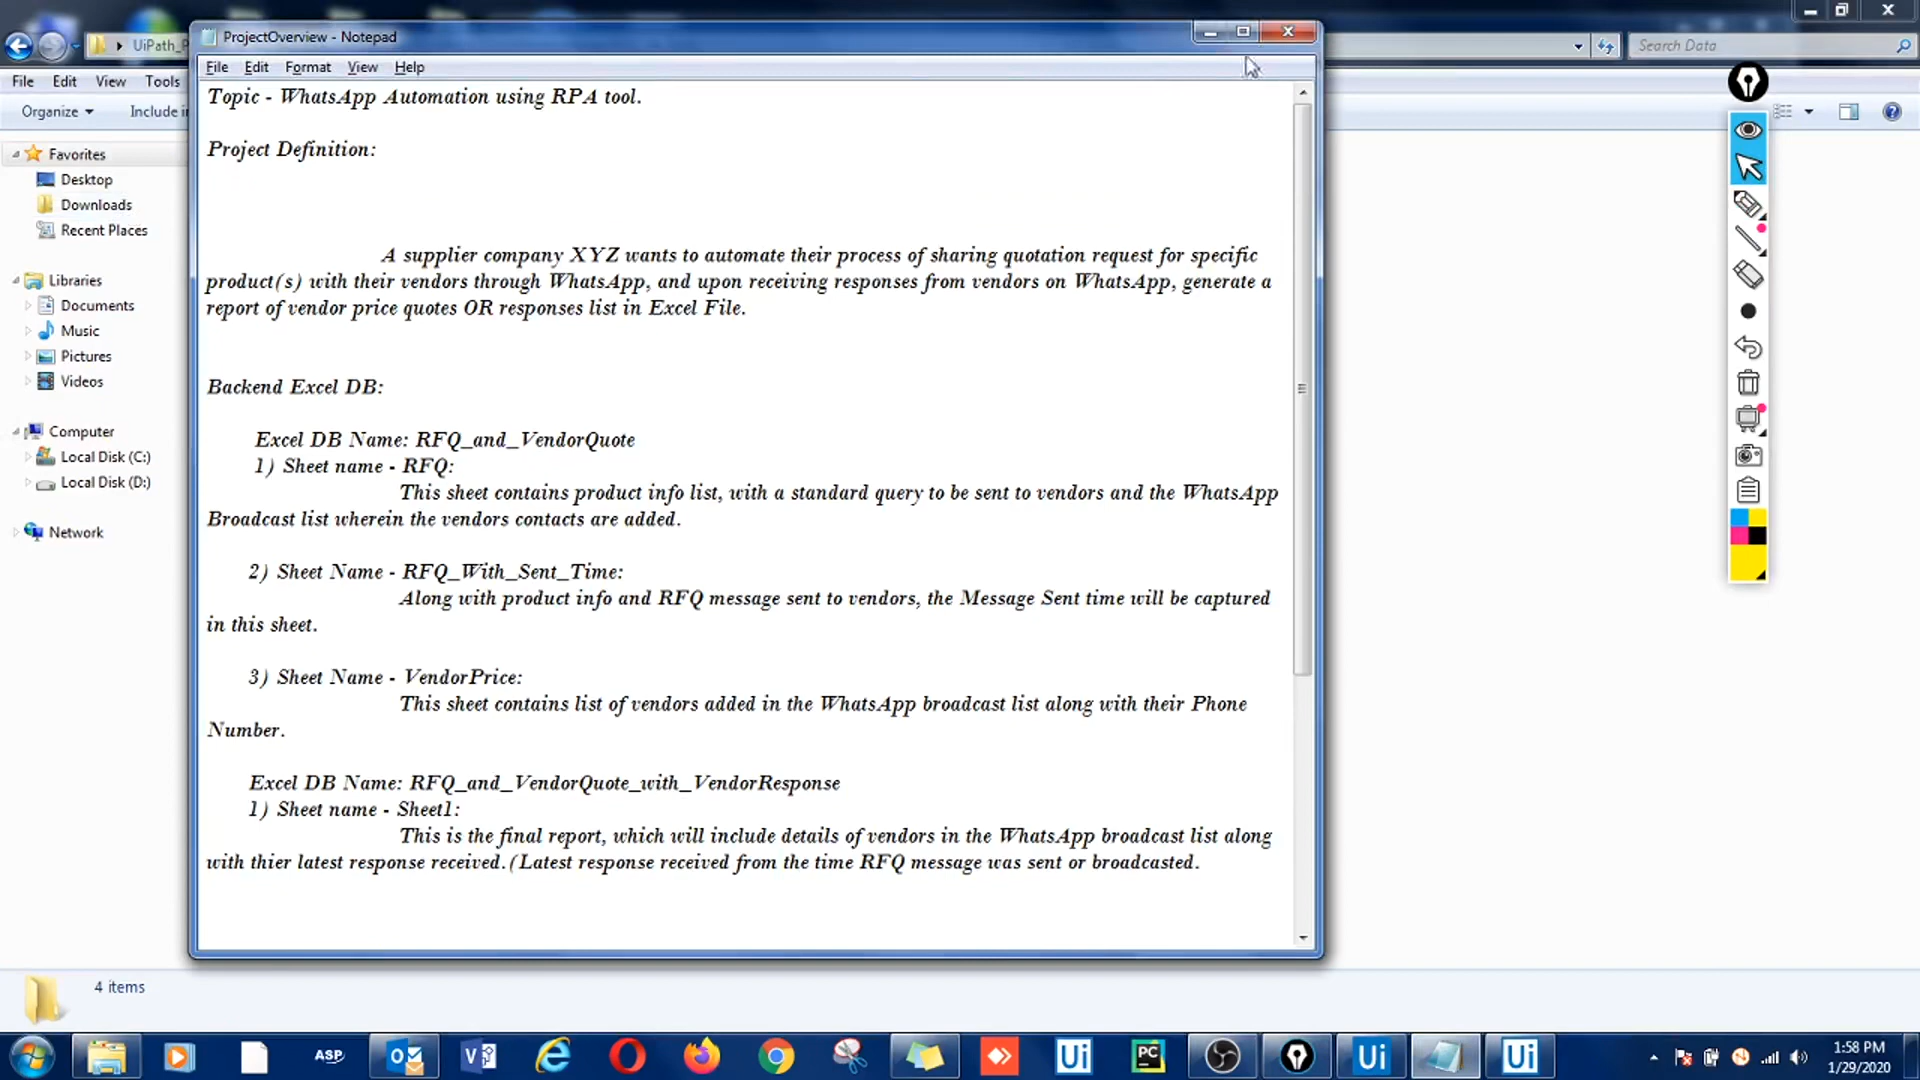 ProjectOverview - Notepad
UiPath_P
Search Data
File Edit View Tools
File Edit Format View Help
Organize
Include i
Topic - WhatsApp Automation using RPA tool.
Project Definition:
A supplier company XYZ wants to automate their process of sharing quotation request for specific
product(s) with their vendors through WhatsApp, and upon receiving responses from vendors on WhatsApp, generate a
report of vendor price quotes OR responses list in Excel File.
Backend Excel DB:
Excel DB Name: RFQ_and_VendorQuote
1) Sheet name - RFQ:
This sheet contains product info list, with a standard query to be sent to vendors and the WhatsApp
Broadcast list wherein the vendors contacts are added.
2) Sheet Name - RFQ_With_Sent_Time:
Along with product info and RFQ message sent to vendors, the Message Sent time will be captured
in this sheet.
3) Sheet Name - VendorPrice:
This sheet contains list of vendors added in the WhatsApp broadcast list along with their Phone
Number.
Excel DB Name: RFQ_and_VendorQuote_with_VendorResponse
1) Sheet name - Sheet1:
This is the final report, which will include details of vendors in the WhatsApp broadcast list along
with thier latest response received.(Latest response received from the time RFQ message was sent or broadcasted.
Favorites
Desktop
Downloads
Recent Places
Libraries
Documents
Music
Pictures
Videos
Computer
Local Disk (C:)
Local Disk (D:)
Network
4 items
ASP
Ui
PC
Ui
Ui
1:58 PM
1/29/2020